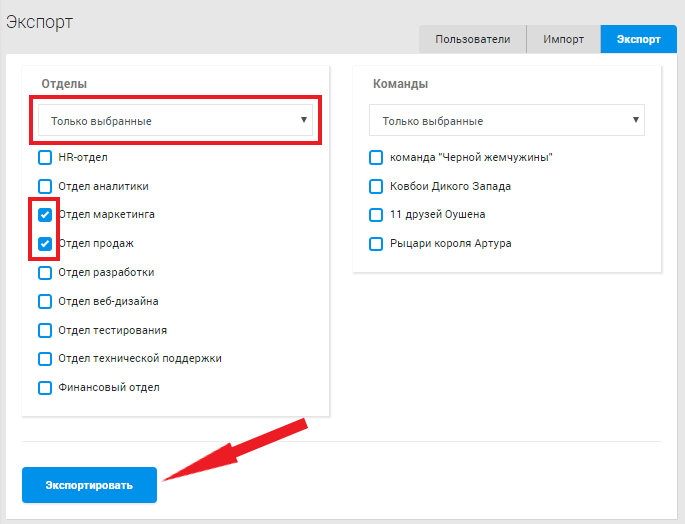 Экспорт
Пользователи
Импорт
Экспорт
Отделы
Только выбранные
HR-отдел
Отдел аналитики
Отдел маркетинга
Отдел продаж
Отдел разработки
Отдел веб-дизайна
Отдел тестирования
Отдел технической поддержки
Финансовый отдел
Команды
Только выбранные
команда "Черной жемчужины"
Ковбои Дикого Запада
11 друзей Оушена
Рыцари короля Артура
Экспортировать